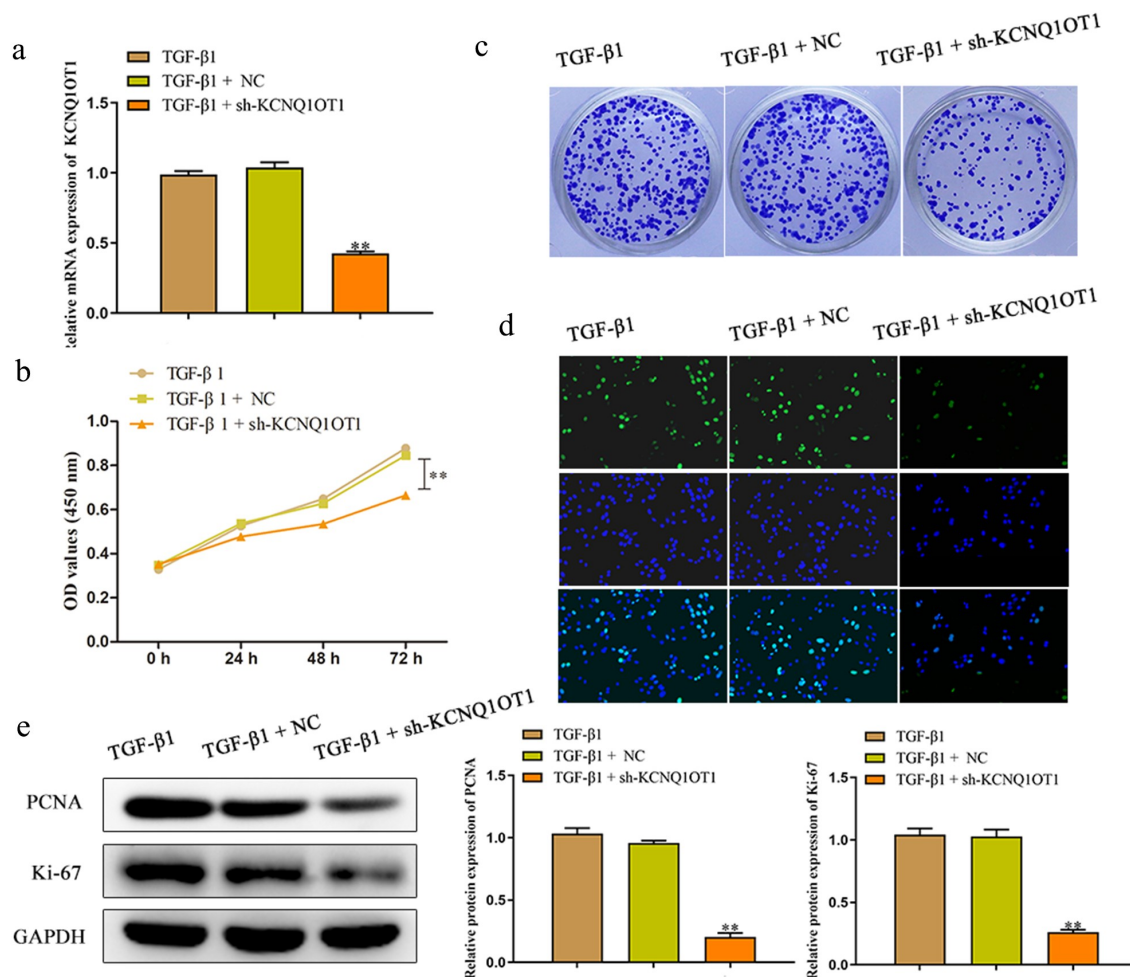 a
TGF-β1
TGF-β1 + NC
TGF-β1 + sh-KCNQ1OT1
mRNA expression of KCNQ1OT1
1.5
1.0
0.5
0.0
**
b
TGF-β 1
TGF-β 1 + NC
TGF-β 1 + sh-KCNQ1OT1
OD values (450 nm)
1.0
0.8
0.6
0.4
0.2
0.0
**
0 h 24 h 48 h 72 h
c
TGF-β1 TGF-β1 + NC TGF-β1 + sh-KCNQ1OT1
d
TGF-β1 TGF-β1 + NC TGF-β1 + sh-KCNQ1OT1
e
TGF-β1 TGF-β1 + NC TGF-β1 + sh-KCNQ1OT1
PCNA
Ki-67
GAPDH
TGF-β1
TGF-β1 + NC
TGF-β1 + sh-KCNQ1OT1
Relative protein expression of PCNA
1.5
1.0
0.5
0.0
**
TGF-β1
TGF-β1 + NC
TGF-β1 + sh-KCNQ1OT1
Relative protein expression of Ki-67
1.5
1.0
0.5
0.0
**